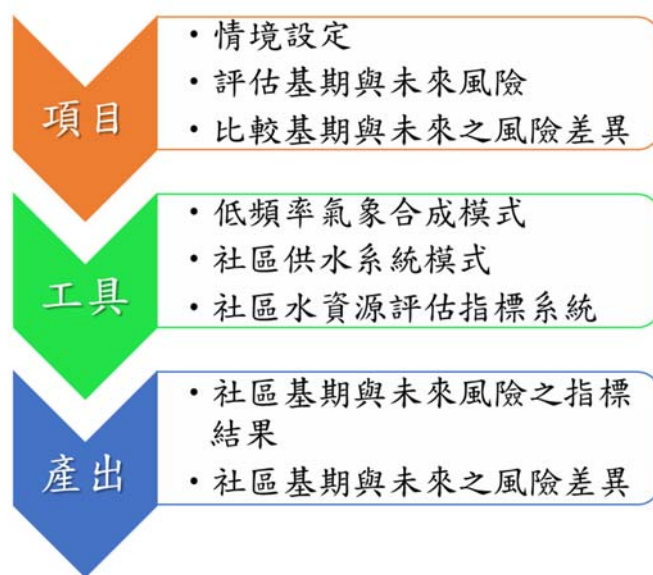 項目
• 情境設定
• 評估基期與未來風險
• 比較基期與未來之風險差異
工具
• 低頻率氣象合成模式
• 社區供水系統模式
• 社區水資源評估指標系統
產出
• 社區基期與未來風險之指標
結果
• 社區基期與未來之風險差異